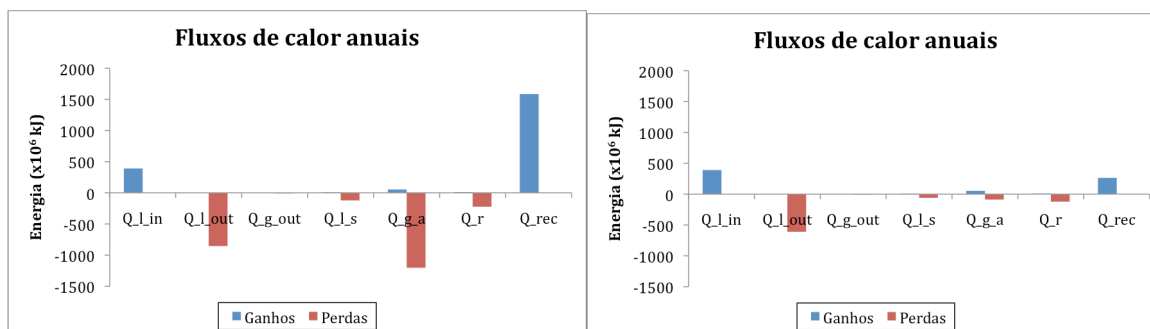 Fluxos de calor anuais
Energia (x10⁶ kJ)
2000
1500
1000
500
0
-500
-1000
-1500
Q_l_in Q_l_out Q_g_out Q_l_s Q_g_a Q_r Q_rec
Ganhos Perdas
Fluxos de calor anuais
Energia (x10⁶ kJ)
2000
1500
1000
500
0
-500
-1000
-1500
Q_l_in Q_l_out Q_g_out Q_l_s Q_g_a Q_r Q_rec
Ganhos Perdas